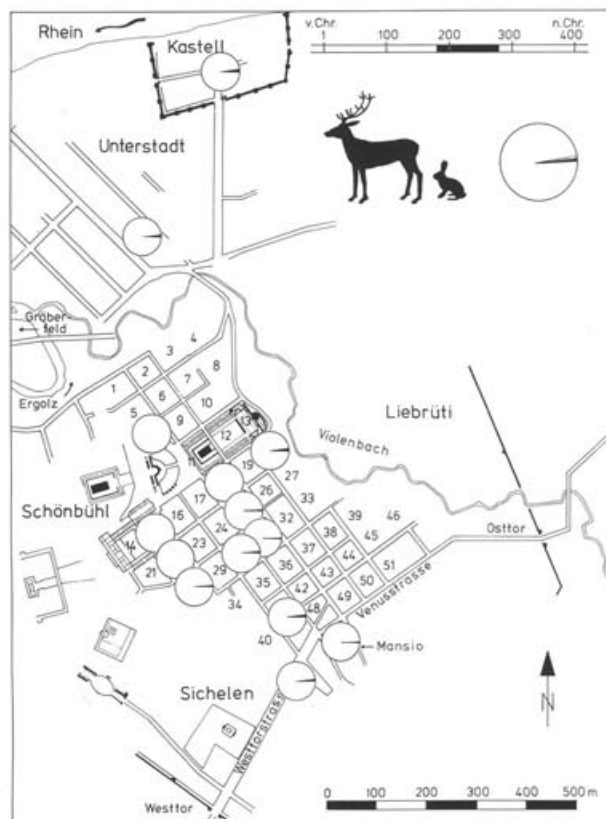 Rhein
Kastell
v.Chr. n.Chr.
1 100 200 300 400
Unterstadt
Gräber-
feld
Ergolz
1 2 3 4
5 6 7 8
9 10
11 12 13
Liebrüti
Violenbach
Schönbühl
14 16 17 19
21 23 24 26 27
29 32 33
34 35 36 37 38 39
40 42 43 44 45 46
48 49 50 51
Osttor
Venusstrasse
Mansio
N
Sichelen
Westtorstrasse
Westtor
0 100 200 300 400 500 m